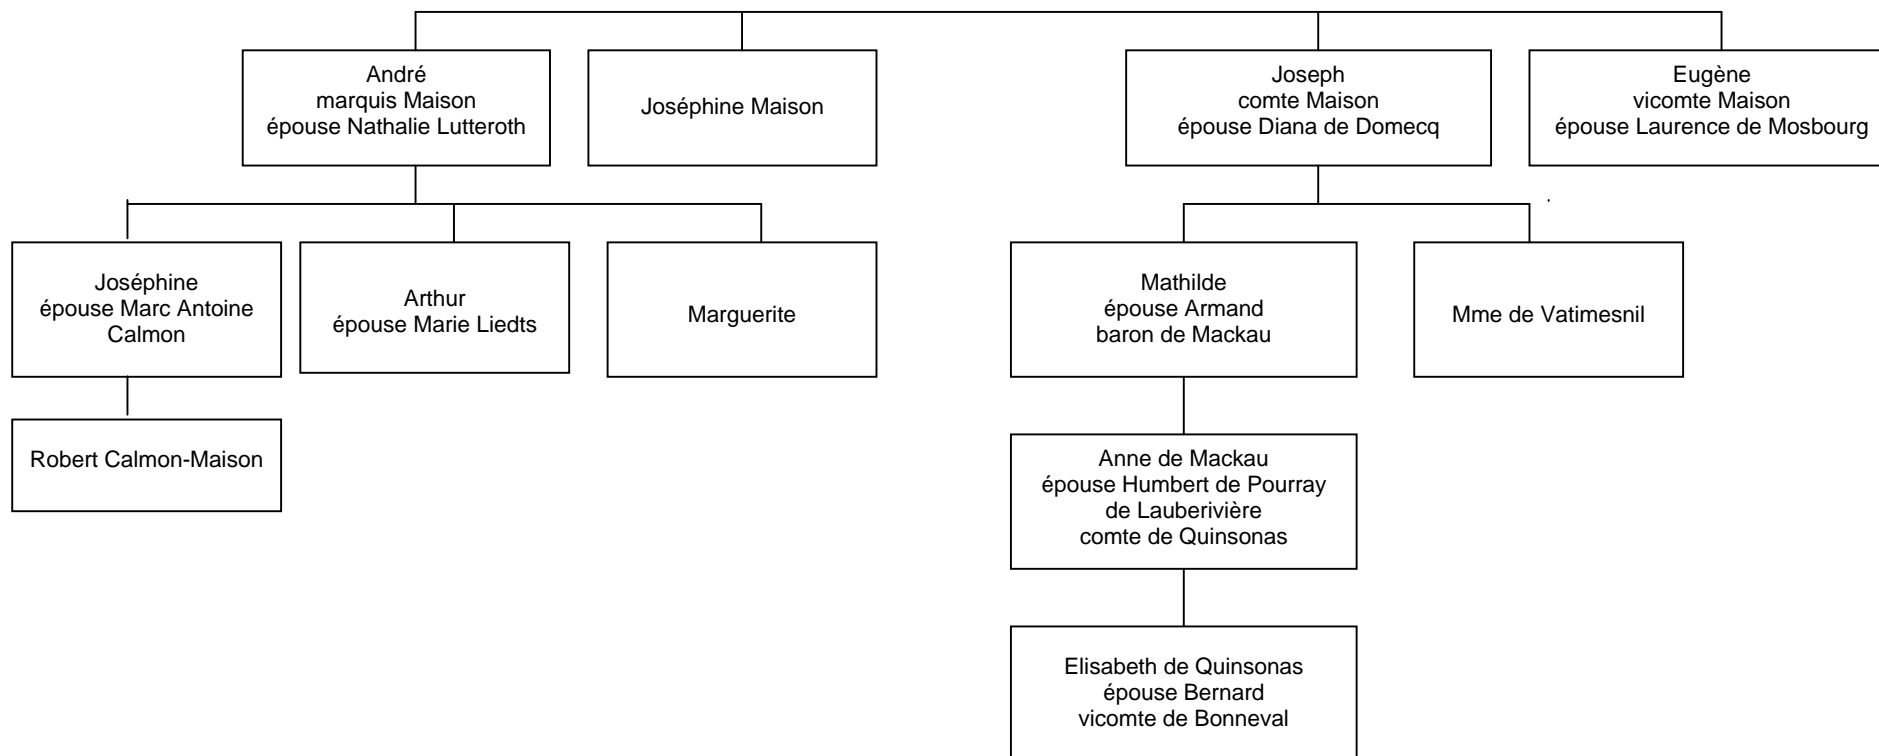 André
marquis Maison
épouse Nathalie Lutteroth
Joséphine Maison
Joseph
comte Maison
épouse Diana de Domecq
Eugène
vicomte Maison
épouse Laurence de Mosbourg
Joséphine
épouse Marc Antoine
Calmon
Arthur
épouse Marie Liedts
Marguerite
Mathilde
épouse Armand
baron de Mackau
Mme de Vatimesnil
Robert Calmon-Maison
Anne de Mackau
épouse Humbert de Pourray
de Lauberivière
comte de Quinsonas
Elisabeth de Quinsonas
épouse Bernard
vicomte de Bonneval